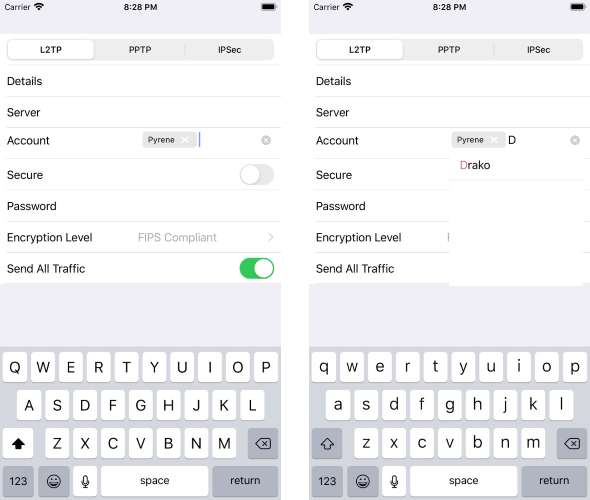 Carrier 8:28 PM
L2TP PPTP IPSec
Details
Server
Account Pyrene
Secure
Password
Encryption Level FIPS Compliant
Send All Traffic
Q W E R T Y U I O P
A S D F G H J K L
Z X C V B N M
123 space return
Carrier 8:28 PM
L2TP PPTP IPSec
Details
Server
Account Pyrene D
Drako
Secure
Password
Encryption Level
Send All Traffic
q w e r t y u i o p
a s d f g h j k l
z x c v b n m
123 space return